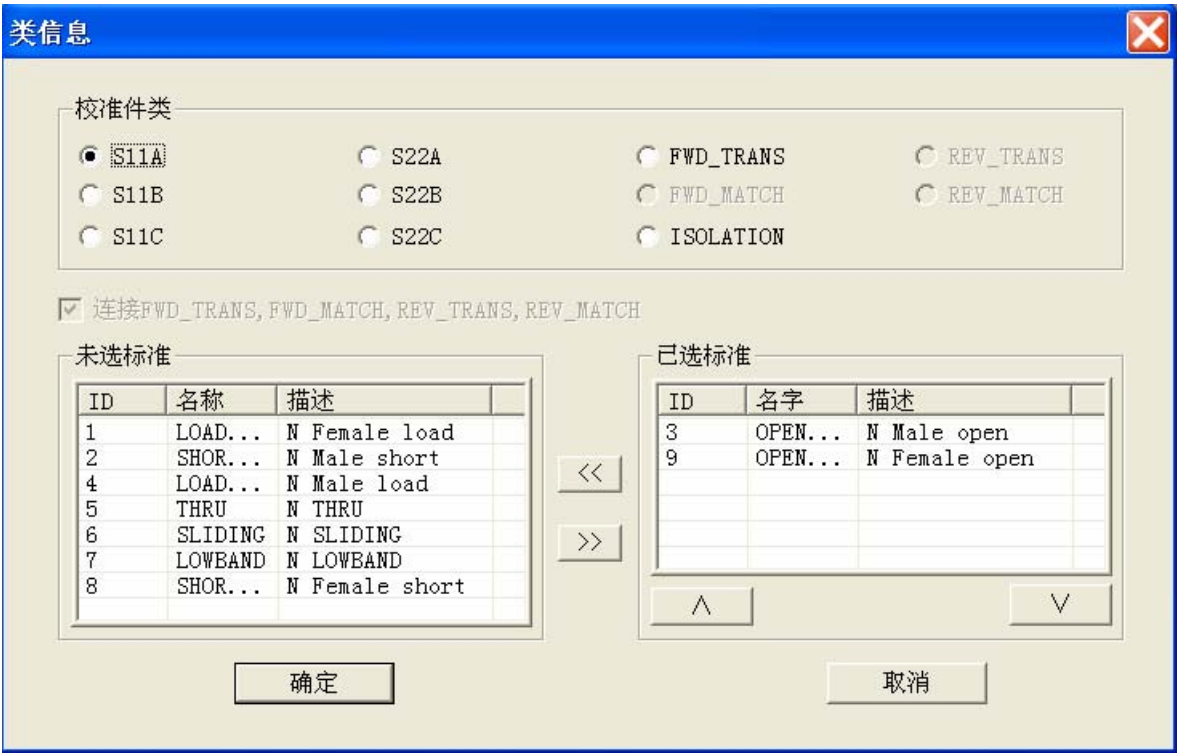 类信息
校准件类
S11A S22A FWD_TRANS REV_TRANS
S11B S22B FWD_MATCH REV_MATCH
S11C S22C ISOLATION
连接FWD_TRANS,FWD_MATCH,REV_TRANS,REV_MATCH
未选标准
ID 名称 描述
1 LOAD... N Female load
2 SHOR... N Male short
4 LOAD... N Male load
5 THRU N THRU
6 SLIDING N SLIDING
7 LOWBAND N LOWBAND
8 SHOR... N Female short
<<
>>
已选标准
ID 名字 描述
3 OPEN... N Male open
9 OPEN... N Female open
∧ ∨
确定 取消